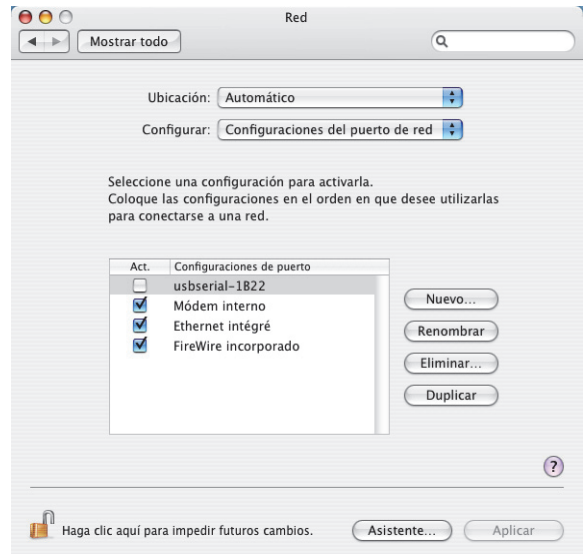 Red
Mostrar todo
Ubicación: Automático
Configurar: Configuraciones del puerto de red
Seleccione una configuración para activarla.
Coloque las configuraciones en el orden en que desee utilizarlas
para conectarse a una red.
Act. Configuraciones de puerto
usbserial-1B22
Módem interno
Ethernet intégré
FireWire incorporado
Nuevo...
Renombrar
Eliminar...
Duplicar
?
Haga clic aquí para impedir futuros cambios.
Asistente...
Aplicar